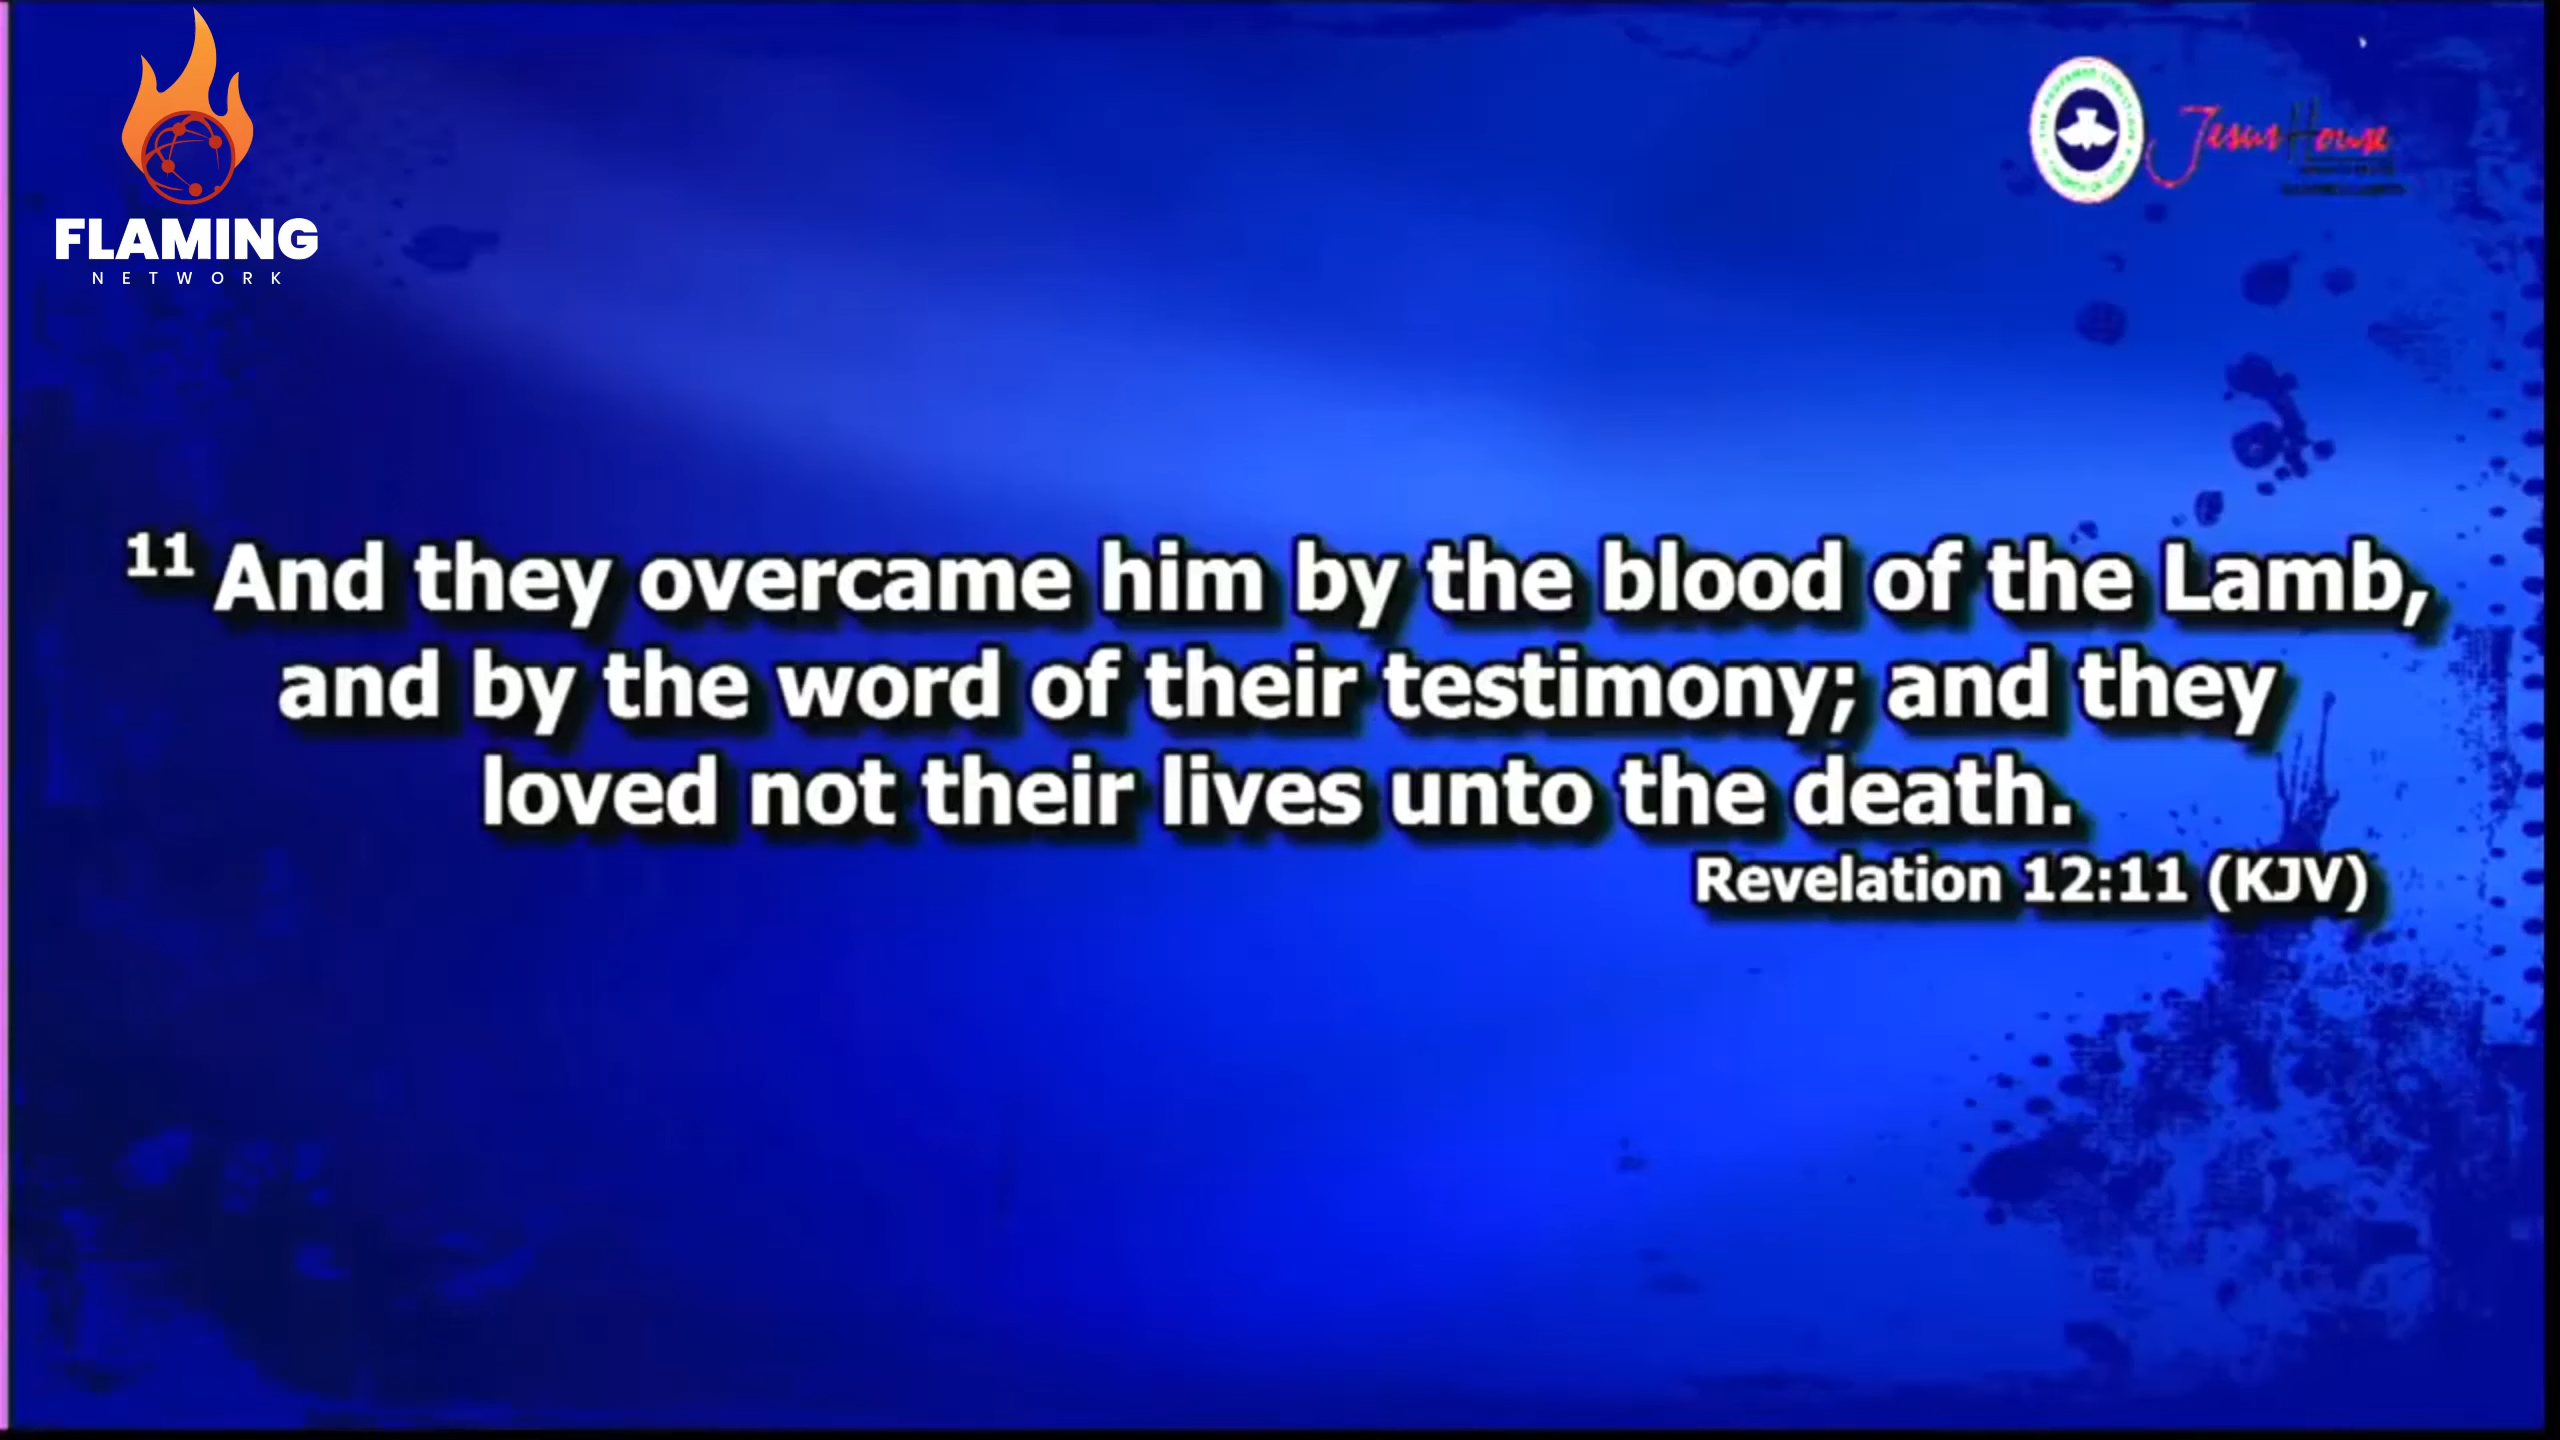 FLAMING
NETWORK
Jesus House
11 And they overcame him by the blood of the Lamb,
and by the word of their testimony; and they
loved not their lives unto the death.
Revelation 12:11 (KJV)